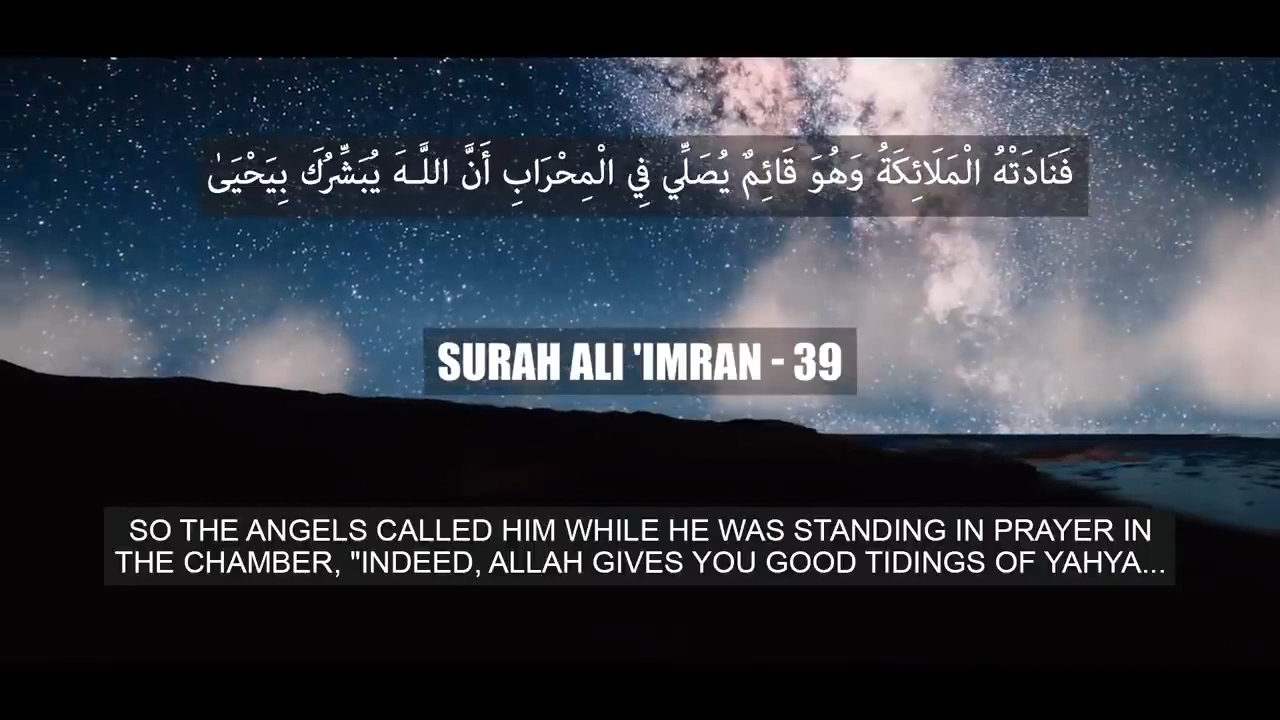 فَنَادَتْهُ الْمَلَائِكَةُ وَهُوَ قَائِمٌ يُصَلِّي فِي الْمِحْرَابِ أَنَّ اللَّـهَ يُبَشِّرُكَ بِيَحْيَىٰ
SURAH ALI 'IMRAN - 39
SO THE ANGELS CALLED HIM WHILE HE WAS STANDING IN PRAYER IN
THE CHAMBER, "INDEED, ALLAH GIVES YOU GOOD TIDINGS OF YAHYA...